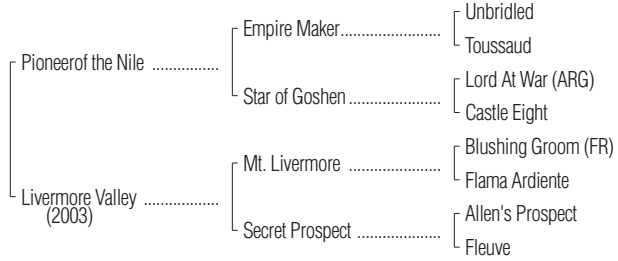 Unbridled
Empire Maker.....................
Toussaud
Pioneerof the Nile ................
Lord At War (ARG)
Star of Goshen ......................
Castle Eight
Blushing Groom (FR)
Mt. Livermore .....................
Flama Ardiente
Livermore Valley .................
(2003)
Allen's Prospect
Secret Prospect ...................
Fleuve